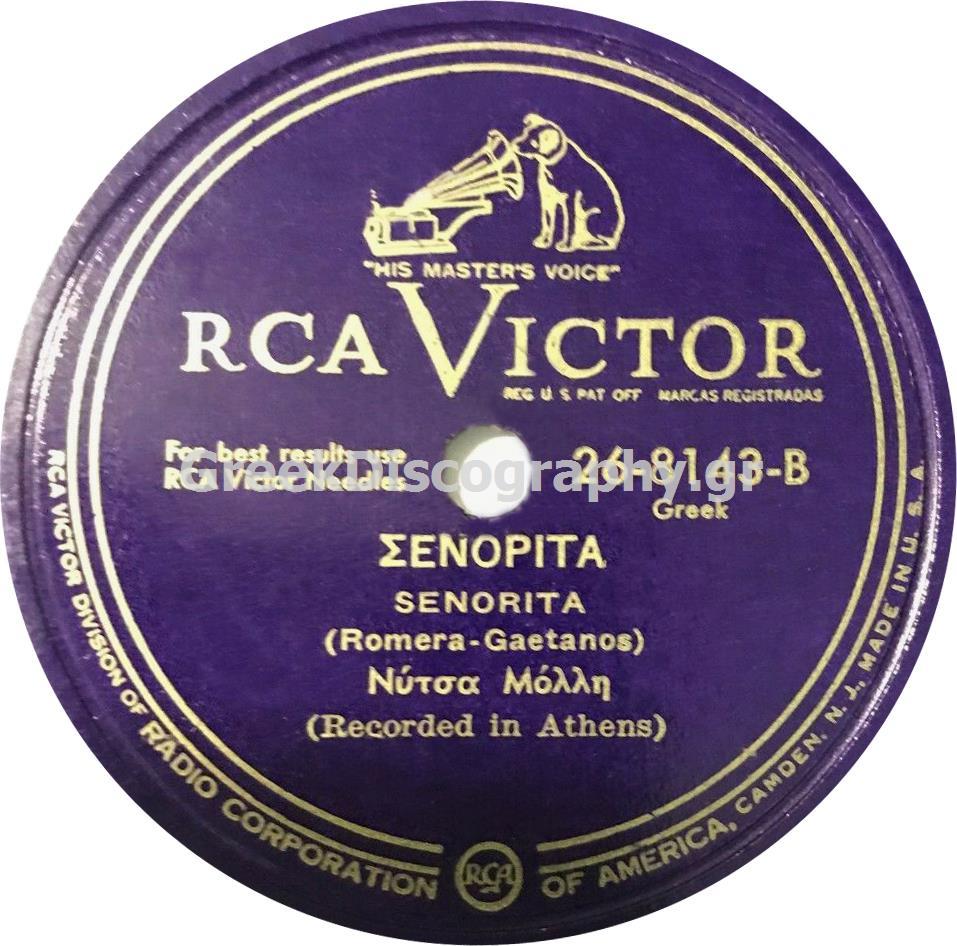 "HIS MASTER'S VOICE"
RCA VICTOR
REG. U. S. PAT. OFF. MARCAS REGISTRADAS
For best results use
RCA Victor Needles
26-8143-B
Greek
GreekDiscography.gr
ΣΕΝΟΡΙΤΑ
SENORITA
(Romera-Gaetanos)
Νύτσα Μόλλη
(Recorded in Athens)
RCA VICTOR DIVISION OF RADIO CORPORATION OF AMERICA, CAMDEN, N. J., MADE IN U. S. A.
RCA